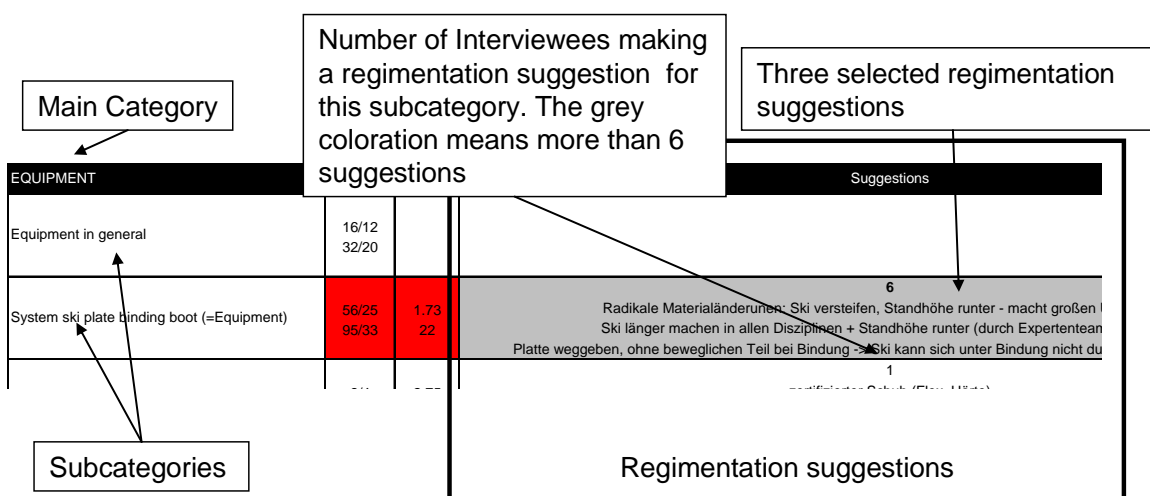 Number of Interviewees making
a regimentation suggestion for
this subcategory. The grey
coloration means more than 6
suggestions
Three selected regimentation
suggestions
Main Category
EQUIPMENT
Suggestions
Equipment in general
16/12
32/20
System ski plate binding boot (=Equipment)
56/25
95/33
1.73
22
6
Radikale Materialänderunen: Ski versteifen, Standhöhe runter - macht großen
Ski länger machen in allen Disziplinen + Standhöhe runter (durch Expertenteam
Platte weggeben, ohne beweglichen Teil bei Bindung -> Ski kann sich unter Bindung nicht du
1
Subcategories
Regimentation suggestions